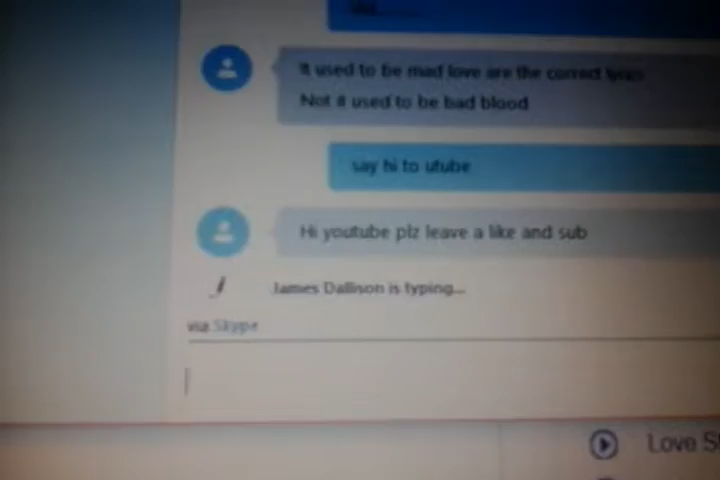 It used to be mad love are the correct lyrics
Not it used to be bad blood
say hi to utube
Hi youtube plz leave a like and sub
James Dallison is typing...
via Skype
Love S